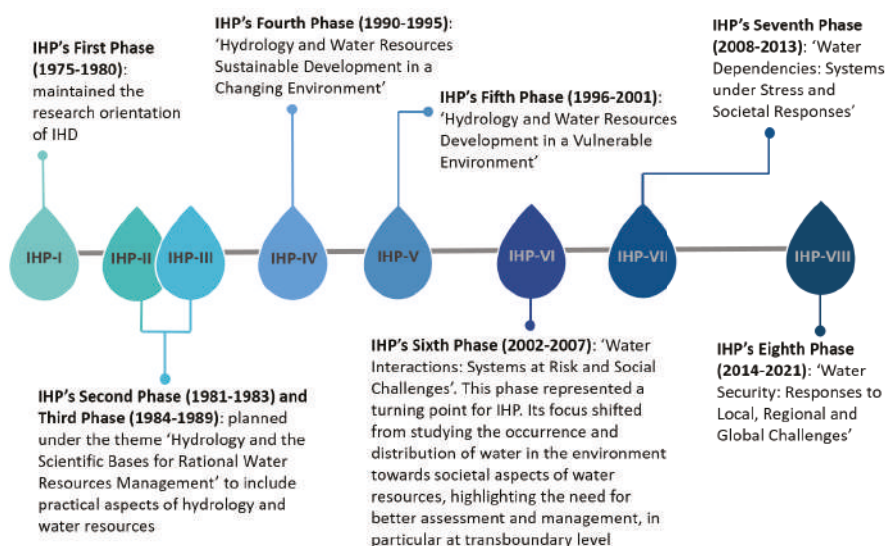 IHP's First Phase
(1975-1980):
maintained the
research orientation
of IHD
IHP's Fourth Phase (1990-1995):
‘Hydrology and Water Resources
Sustainable Development in a
Changing Environment’
IHP's Fifth Phase (1996-2001):
‘Hydrology and Water Resources
Development in a Vulnerable
Environment’
IHP's Seventh Phase
(2008-2013): ‘Water
Dependencies: Systems
under Stress and
Societal Responses’
IHP-I
IHP-II
IHP-III
IHP-IV
IHP-V
IHP-VI
IHP-VII
IHP-VIII
IHP's Second Phase (1981-1983) and
Third Phase (1984-1989): planned
under the theme ‘Hydrology and the
Scientific Bases for Rational Water
Resources Management’ to include
practical aspects of hydrology and
water resources
IHP's Sixth Phase (2002-2007): ‘Water
Interactions: Systems at Risk and Social
Challenges’. This phase represented a
turning point for IHP. Its focus shifted
from studying the occurrence and
distribution of water in the environment
towards societal aspects of water
resources, highlighting the need for
better assessment and management, in
particular at transboundary level
IHP's Eighth Phase
(2014-2021): ‘Water
Security: Responses to
Local, Regional and
Global Challenges’